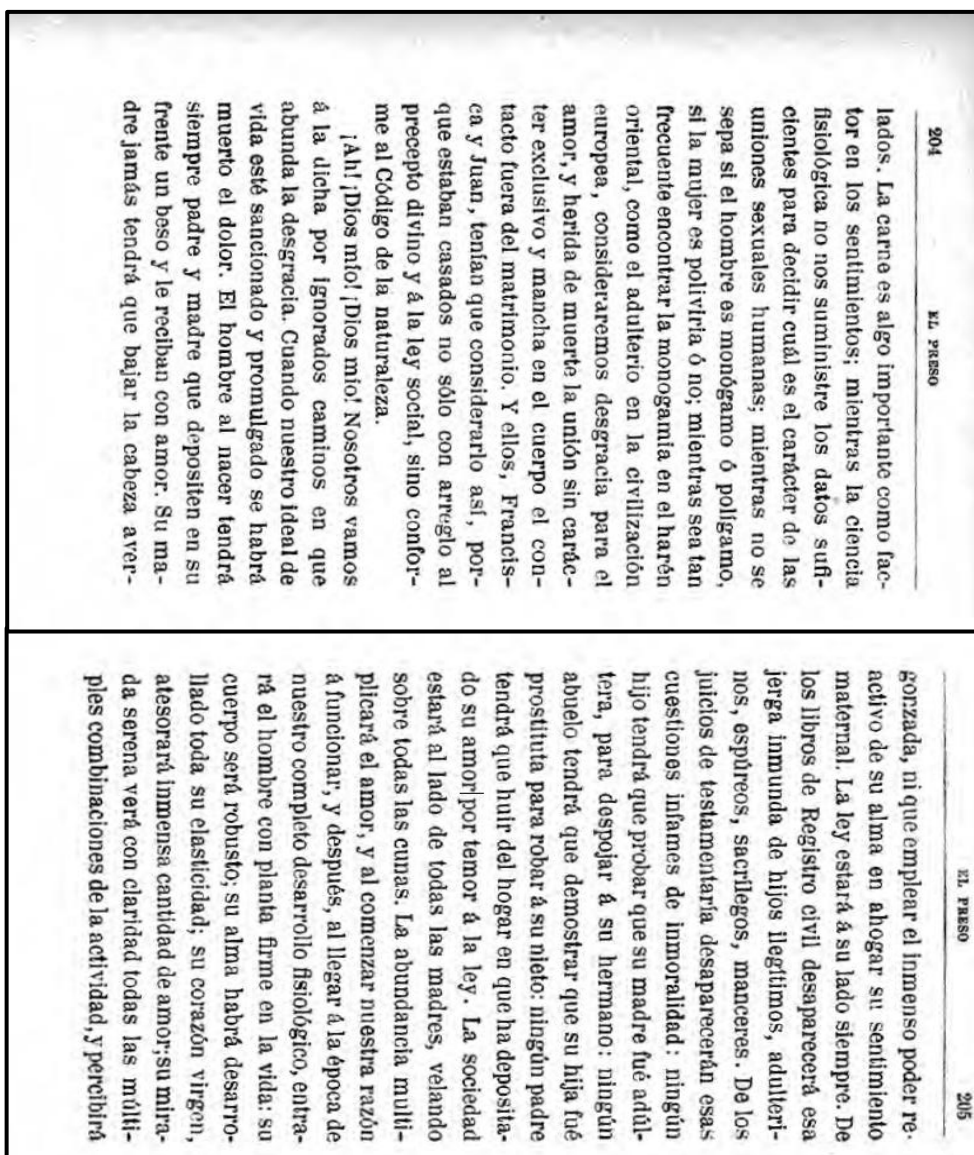 204 EL PRESO
lados. La carne es algo importante como fac-
tor en los sentimientos; mientras la ciencia
fisiológica no nos suministre los datos sufi-
cientes para decidir cuál es el carácter de las
uniones sexuales humanas; mientras no se
sepa si el hombre es monógamo ó polígamo,
si la mujer es poliviria ó no; mientras sea tan
frecuente encontrar la monogamia en el harén
oriental, como el adulterio en la civilización
europea, consideraremos desgracia para el
amor, y herida de muerte la unión sin carác-
ter exclusivo y mancha en el cuerpo el con-
tacto fuera del matrimonio. Y ellos, Francis-
ca y Juan, tenían que considerarlo así, por-
que estaban casados no sólo con arreglo al
precepto divino y á la ley social, sino confor-
me al Código de la naturaleza.
¡Ah! ¡Dios mío! ¡Dios mío! Nosotros vamos
á la dicha por ignorados caminos en que
abunda la desgracia. Cuando nuestro ideal de
vida esté sancionado y promulgado se habrá
muerto el dolor. El hombre al nacer tendrá
siempre padre y madre que depositen en su
frente un beso y le reciban con amor. Su ma-
dre jamás tendrá que bajar la cabeza aver-
EL PRESO 205
gonzada, ni que emplear el inmenso poder re-
activo de su alma en ahogar su sentimiento
maternal. La ley estará á su lado siempre. De
los libros de Registro civil desaparecerá esa
jerga inmunda de hijos ilegítimos, adulteri-
nos, espúreos, sacrílegos, manceres. De los
juicios de testamentaría desaparecerán esas
cuestiones infames de inmoralidad: ningún
hijo tendrá que probar que su madre fué adúl-
tera, para despojar á su hermano: ningún
abuelo tendrá que demostrar que su hija fué
prostituta para robar á su nieto: ningún padre
tendrá que huir del hogar en que ha deposita-
do su amor por temor á la ley. La sociedad
estará al lado de todas las madres, velando
sobre todas las cunas. La abundancia multi-
plicará el amor, y al comenzar nuestra razón
á funcionar, y después, al llegar á la época de
nuestro completo desarrollo fisiológico, entra-
rá el hombre con planta firme en la vida: su
cuerpo será robusto; su alma habrá desarro-
llado toda su elasticidad; su corazón virgen,
atesorará inmensa cantidad de amor; su mira-
da serena verá con claridad todas las múlti-
ples combinaciones de la actividad, y percibirá